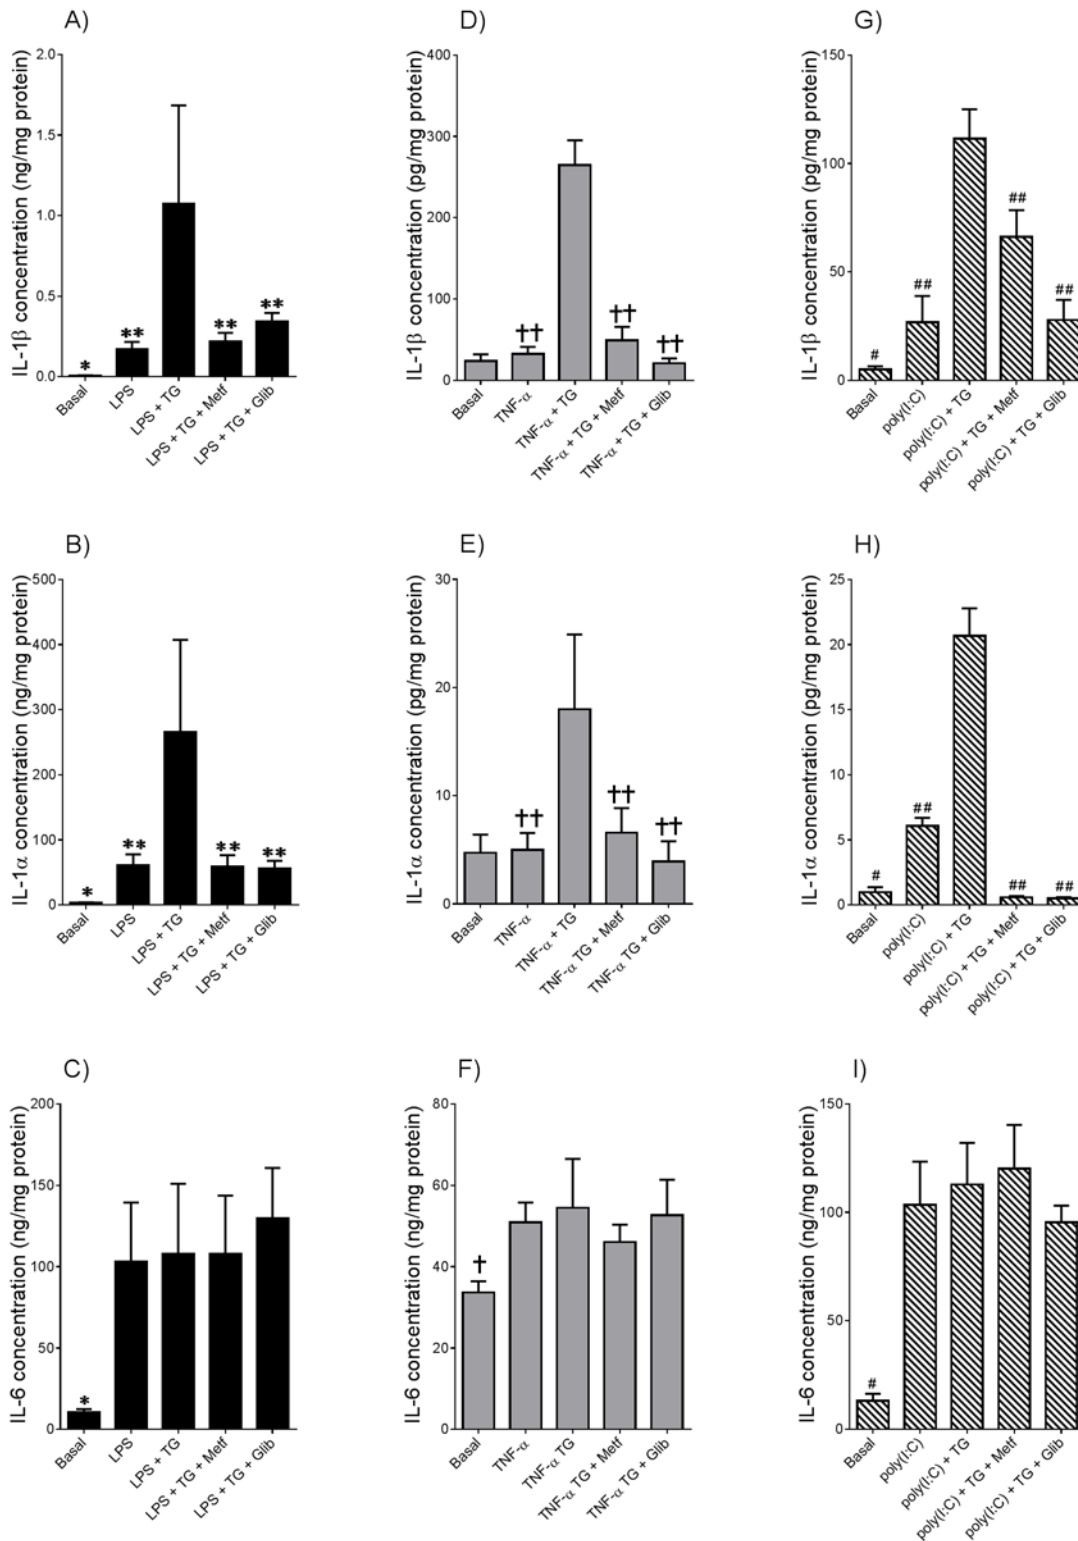 A)
IL-1β concentration (ng/mg protein)
2.0
1.5
1.0
0.5
0.0
*
**
**
**
Basal
LPS
LPS + TG
LPS + TG + Metf
LPS + TG + Glib
D)
IL-1β concentration (pg/mg protein)
400
300
200
100
0
††
††
††
Basal
TNF-α
TNF-α + TG
TNF-α + TG + Metf
TNF-α + TG + Glib
G)
IL-1β concentration (pg/mg protein)
150
100
50
0
#
##
##
##
Basal
poly(I:C)
poly(I:C) + TG
poly(I:C) + TG + Metf
poly(I:C) + TG + Glib
B)
IL-1α concentration (ng/mg protein)
500
400
300
200
100
0
*
**
**
**
Basal
LPS
LPS + TG
LPS + TG + Metf
LPS + TG + Glib
E)
IL-1α concentration (pg/mg protein)
30
20
10
0
††
††
††
Basal
TNF-α
TNF-α + TG
TNF-α TG + Metf
TNF-α TG + Glib
H)
IL-1α concentration (pg/mg protein)
25
20
15
10
5
0
#
##
##
##
Basal
poly(I:C)
poly(I:C) + TG
poly(I:C) + TG + Metf
poly(I:C) + TG + Glib
C)
IL-6 concentration (ng/mg protein)
200
150
100
50
0
*
Basal
LPS
LPS + TG
LPS + TG + Metf
LPS + TG + Glib
F)
IL-6 concentration (ng/mg protein)
80
60
40
20
0
†
Basal
TNF-α
TNF-α TG
TNF-α TG + Metf
TNF-α TG + Glib
I)
IL-6 concentration (ng/mg protein)
150
100
50
0
#
Basal
poly(I:C)
poly(I:C) + TG
poly(I:C) + TG + Metf
poly(I:C) + TG + Glib